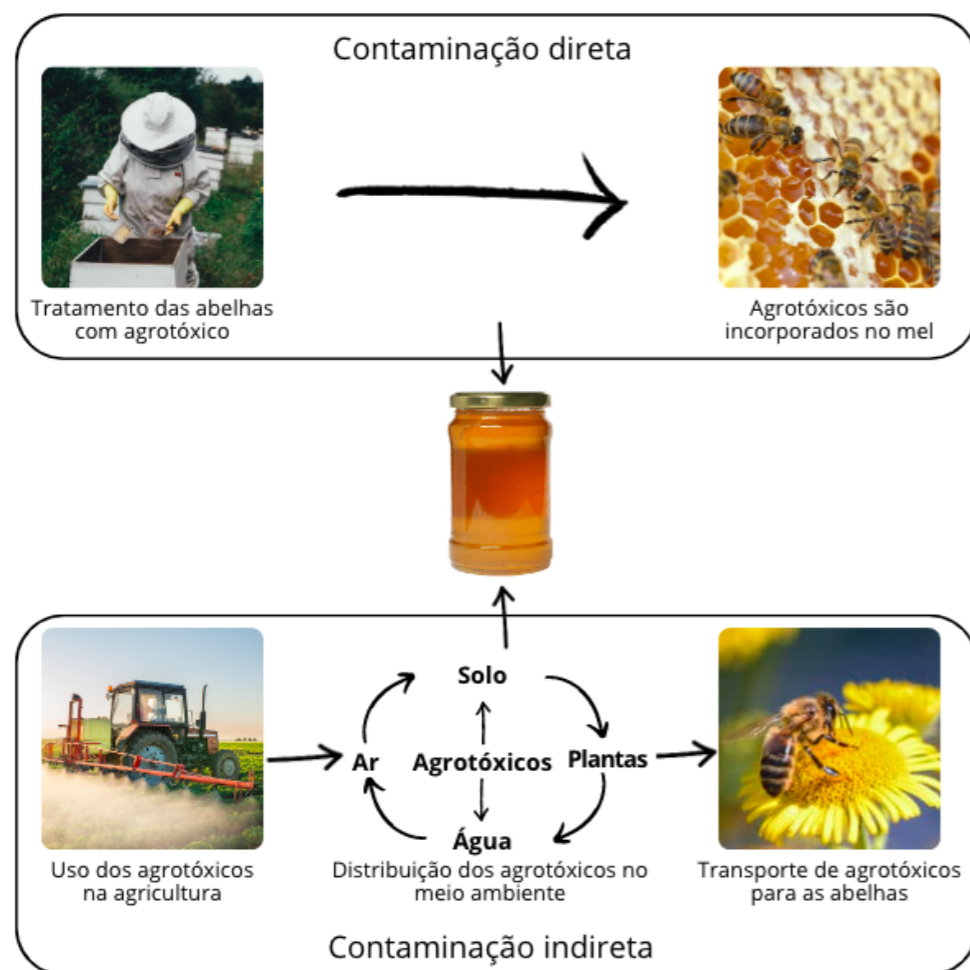 Contaminação direta
Tratamento das abelhas
com agrotóxico
Agrotóxicos são
incorporados no mel
Solo
Ar
Agrotóxicos
Plantas
Água
Uso dos agrotóxicos
na agricultura
Distribuição dos agrotóxicos no
meio ambiente
Transporte de agrotóxicos
para as abelhas
Contaminação indireta